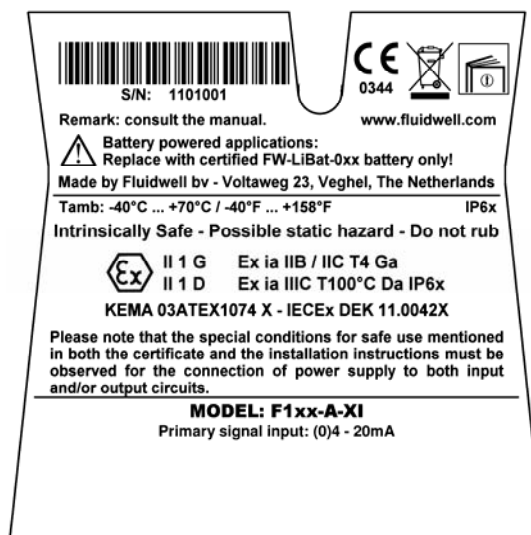 S/N: 1101001
CE
0344
Remark: consult the manual.
www.fluidwell.com
Battery powered applications:
Replace with certified FW-LiBat-0xx battery only!
Made by Fluidwell bv - Voltaweg 23, Veghel, The Netherlands
Tamb: -40°C ... +70°C / -40°F ... +158°F IP6x
Intrinsically Safe - Possible static hazard - Do not rub
Ex II 1 G Ex ia IIB / IIC T4 Ga
II 1 D Ex ia IIIC T100°C Da IP6x
KEMA 03ATEX1074 X - IECEx DEK 11.0042X
Please note that the special conditions for safe use mentioned
in both the certificate and the installation instructions must be
observed for the connection of power supply to both input
and/or output circuits.
MODEL: F1xx-A-XI
Primary signal input: (0)4 - 20mA